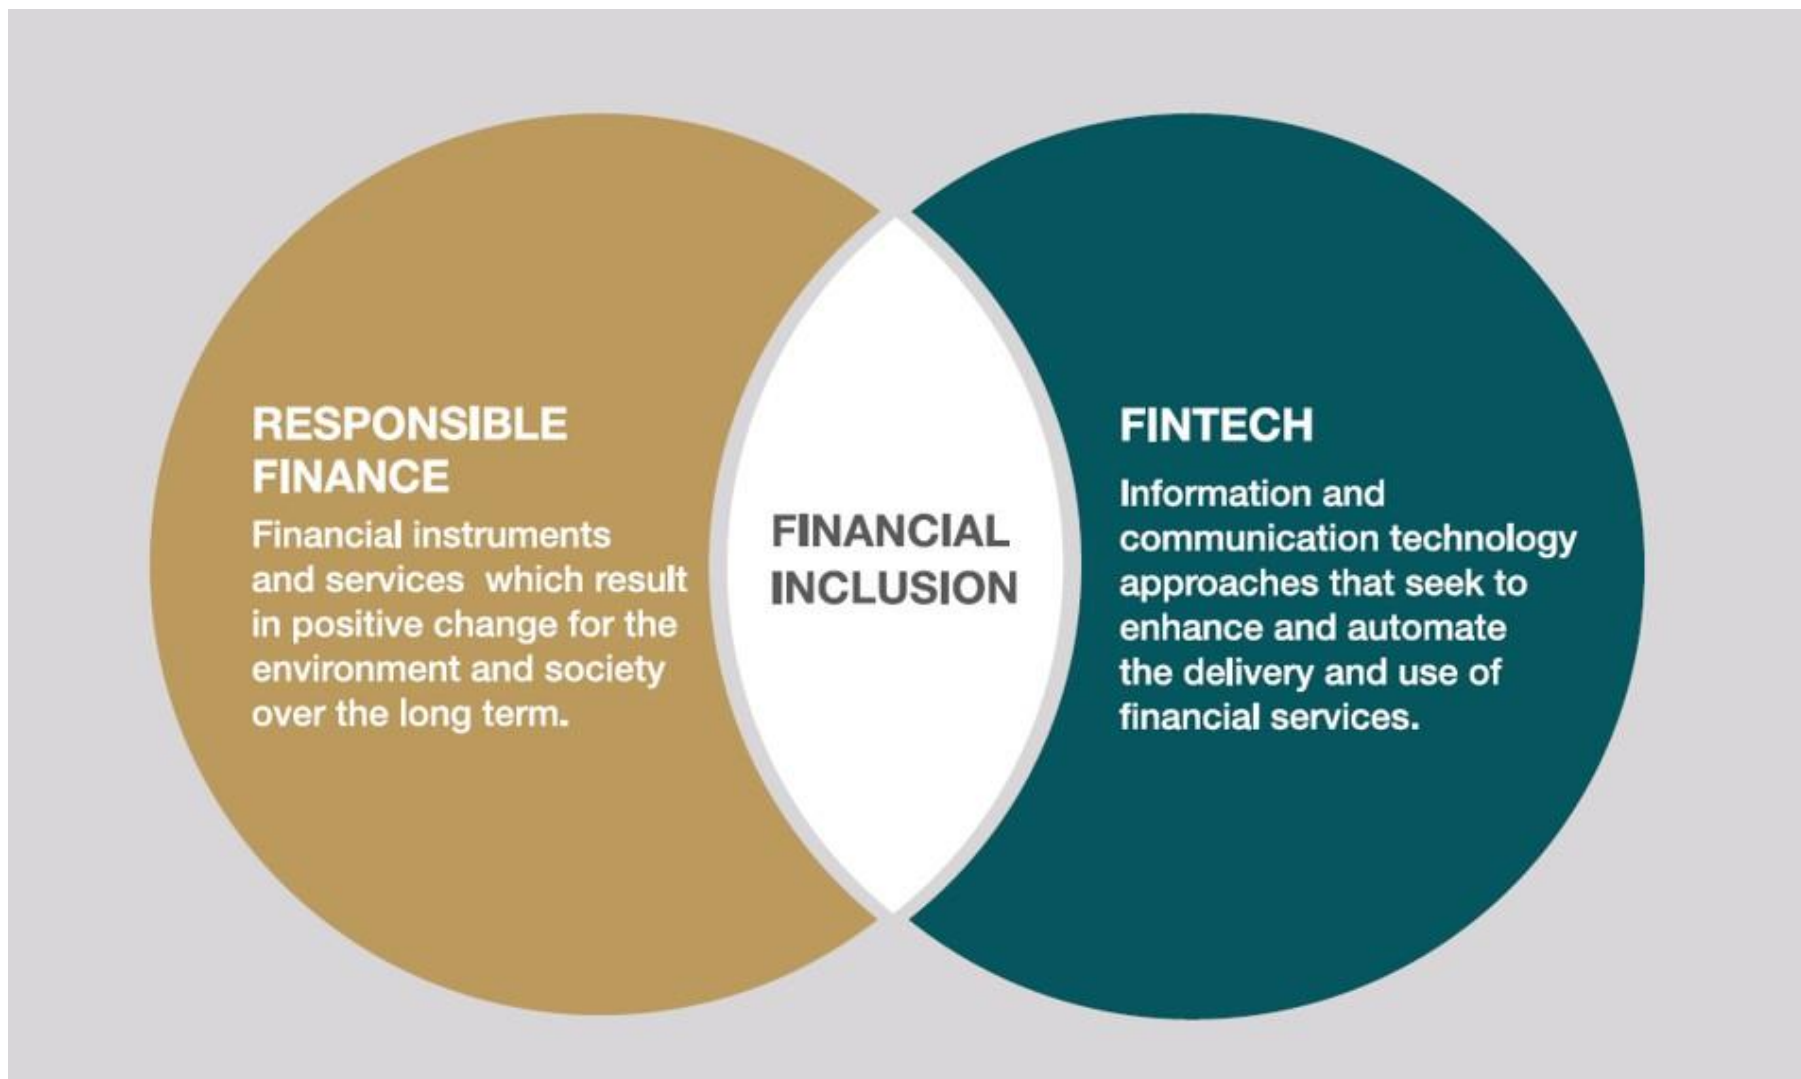 RESPONSIBLE
FINANCE
Financial instruments
and services which result
in positive change for the
environment and society
over the long term.
FINANCIAL
INCLUSION
FINTECH
Information and
communication technology
approaches that seek to
enhance and automate
the delivery and use of
financial services.